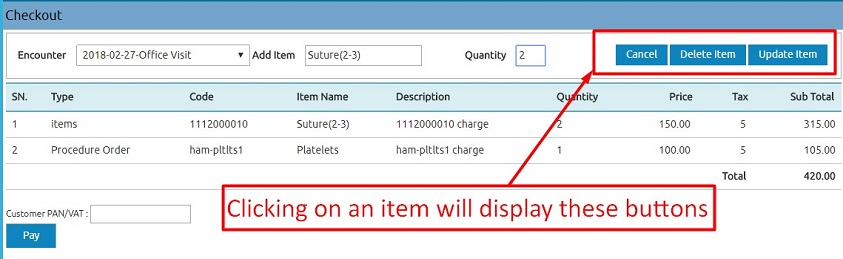 Checkout
Encounter 2018-02-27-Office Visit Add Item Suture(2-3) Quantity 2 Cancel Delete Item Update Item
SN. Type Code Item Name Description Quantity Price Tax Sub Total
1 items 1112000010 Suture(2-3) 1112000010 charge 2 150.00 5 315.00
2 Procedure Order ham-pltlts1 Platelets ham-pltlts1 charge 1 100.00 5 105.00
Total 420.00
Clicking on an item will display these buttons
Customer PAN/VAT :
Pay